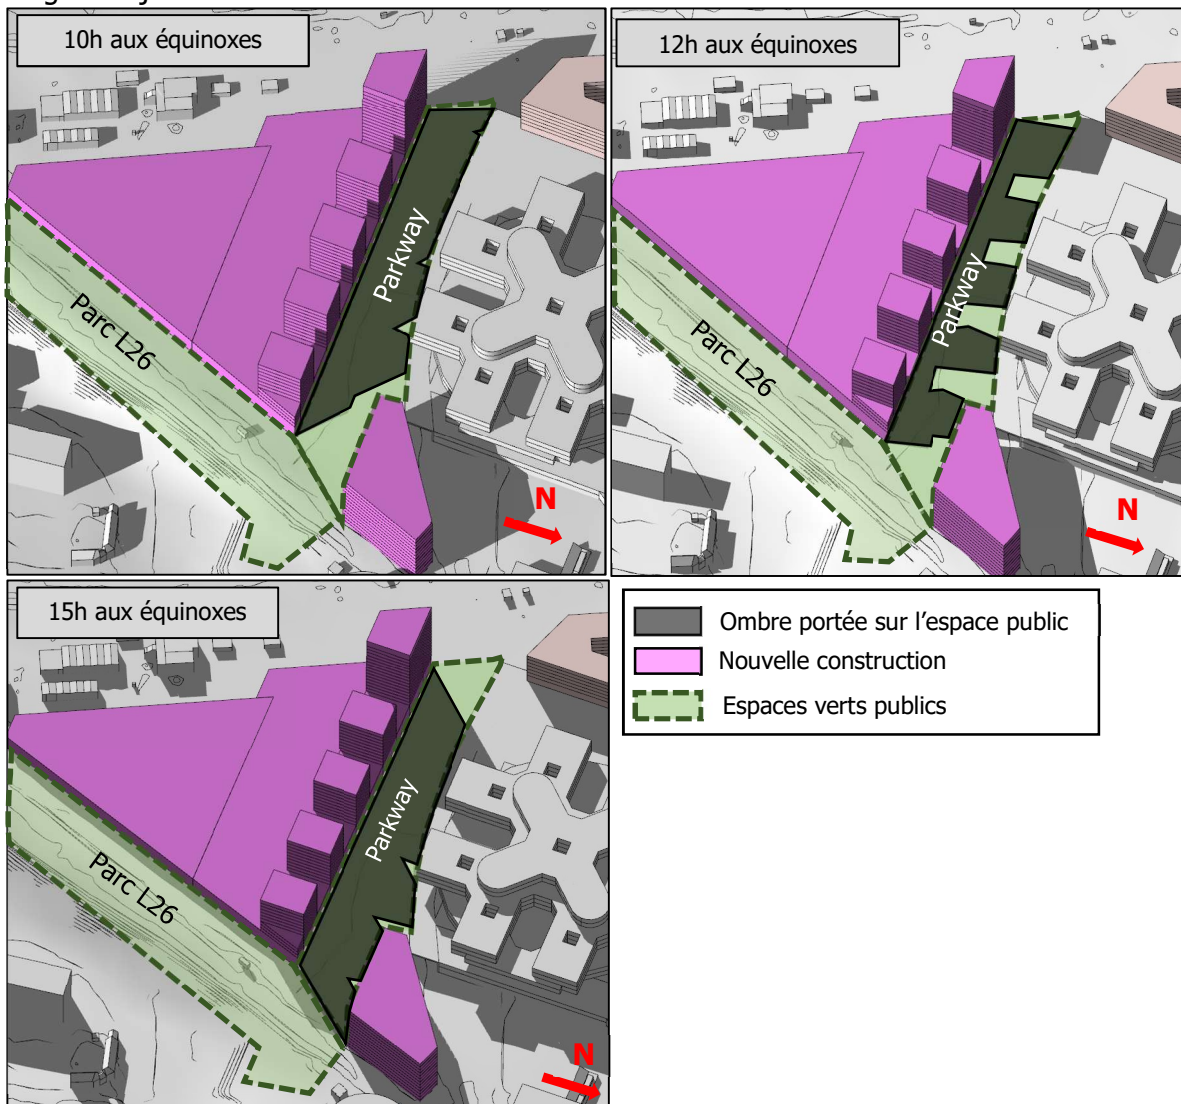 10h aux équinoxes
Parkway
Parc L26
N
12h aux équinoxes
Parkway
Parc L26
N
15h aux équinoxes
Parkway
Parc L26
N
Ombre portée sur l'espace public
Nouvelle construction
Espaces verts publics